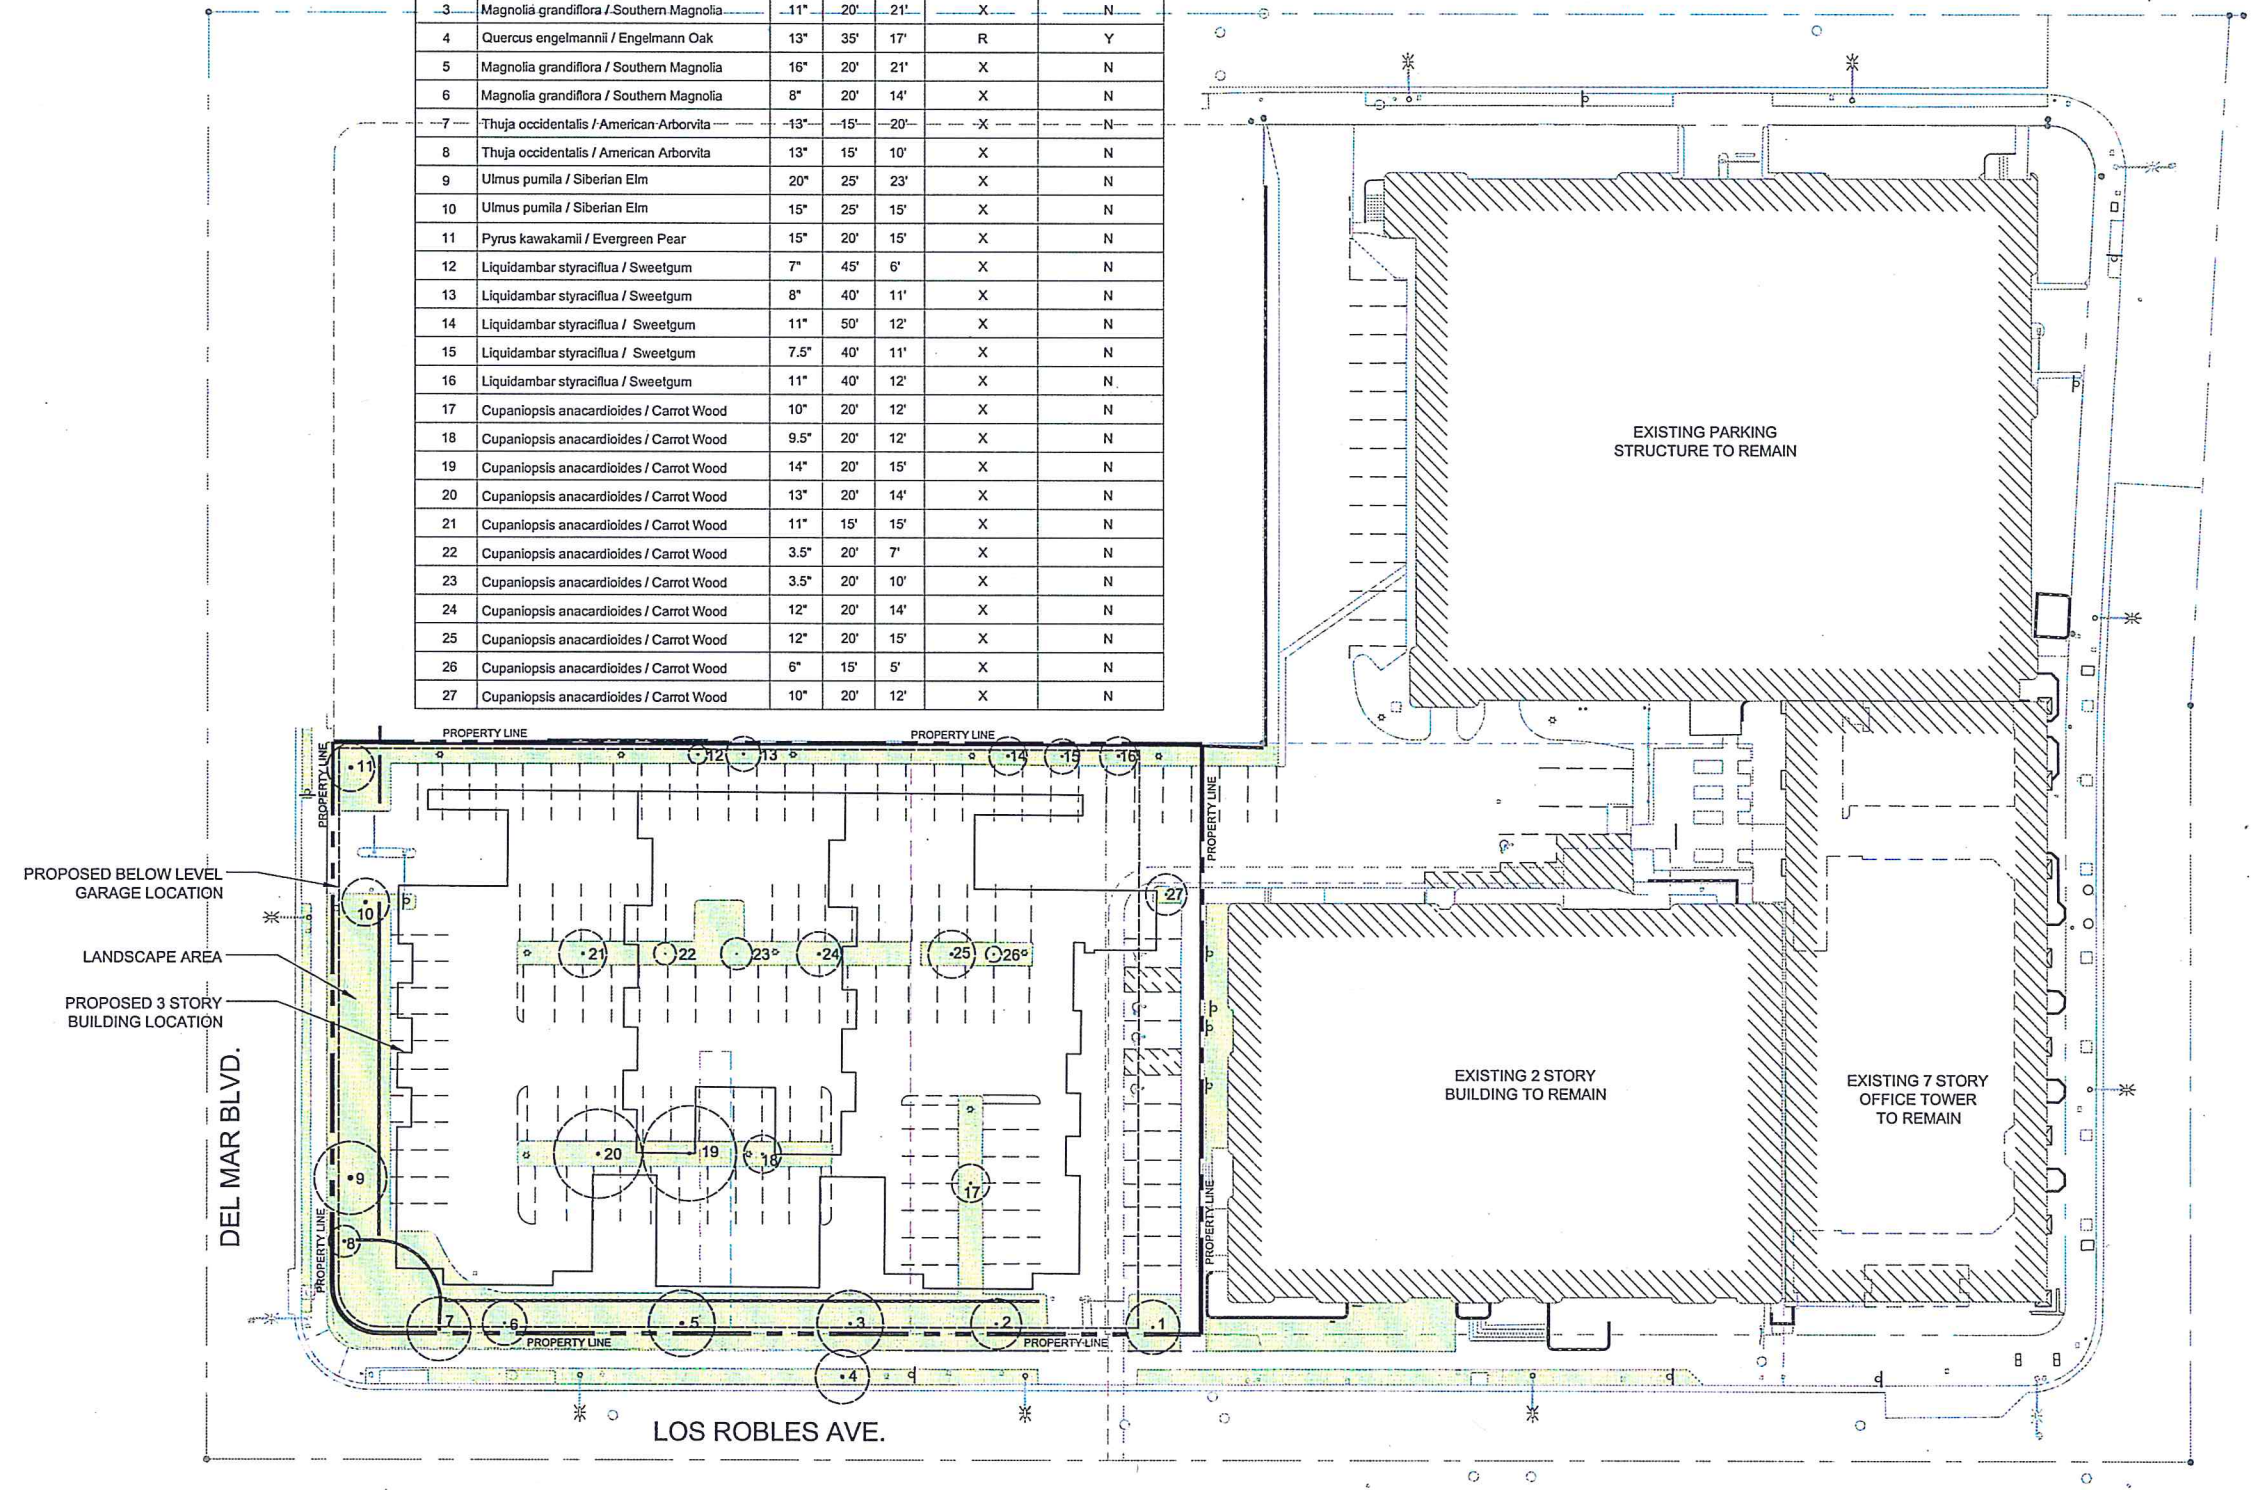 3 Magnolia grandiflora / Southern Magnolia 11" 20' 21' X N
4 Quercus engelmannii / Engelmann Oak 13" 35' 17' R Y
5 Magnolia grandiflora / Southern Magnolia 16" 20' 21' X N
6 Magnolia grandiflora / Southern Magnolia 8" 20' 14' X N
7 Thuja occidentalis / American Arborvita 13" 15' 20' X N
8 Thuja occidentalis / American Arborvita 13" 15' 10' X N
9 Ulmus pumila / Siberian Elm 20" 25' 23' X N
10 Ulmus pumila / Siberian Elm 15" 25' 15' X N
11 Pyrus kawakamii / Evergreen Pear 15" 20' 15' X N
12 Liquidambar styraciflua / Sweetgum 7" 45' 6' X N
13 Liquidambar styraciflua / Sweetgum 8" 40' 11' X N
14 Liquidambar styraciflua / Sweetgum 11" 50' 12' X N
15 Liquidambar styraciflua / Sweetgum 7.5" 40' 11' X N
16 Liquidambar styraciflua / Sweetgum 11" 40' 12' X N
17 Cupaniopsis anacardioides / Carrot Wood 10" 20' 12' X N
18 Cupaniopsis anacardioides / Carrot Wood 9.5" 20' 12' X N
19 Cupaniopsis anacardioides / Carrot Wood 14" 20' 15' X N
20 Cupaniopsis anacardioides / Carrot Wood 13" 20' 14' X N
21 Cupaniopsis anacardioides / Carrot Wood 11" 15' 15' X N
22 Cupaniopsis anacardioides / Carrot Wood 3.5" 20' 7' X N
23 Cupaniopsis anacardioides / Carrot Wood 3.5" 20' 10' X N
24 Cupaniopsis anacardioides / Carrot Wood 12" 20' 14' X N
25 Cupaniopsis anacardioides / Carrot Wood 12" 20' 15' X N
26 Cupaniopsis anacardioides / Carrot Wood 6" 15' 5' X N
27 Cupaniopsis anacardioides / Carrot Wood 10" 20' 12' X N
EXISTING PARKING
STRUCTURE TO REMAIN
PROPERTY LINE
PROPERTY LINE
PROPERTY LINE
PROPERTY LINE
11
12
13
14
15
16
PROPOSED BELOW LEVEL
GARAGE LOCATION
10
27
LANDSCAPE AREA
21
22
23
24
25
26
PROPOSED 3 STORY
BUILDING LOCATION
DEL MAR BLVD.
EXISTING 2 STORY
BUILDING TO REMAIN
EXISTING 7 STORY
OFFICE TOWER
TO REMAIN
20
19
18
17
9
8
PROPERTY LINE
PROPERTY LINE
7
6
5
3
2
1
PROPERTY LINE
PROPERTY LINE
4
LOS ROBLES AVE.